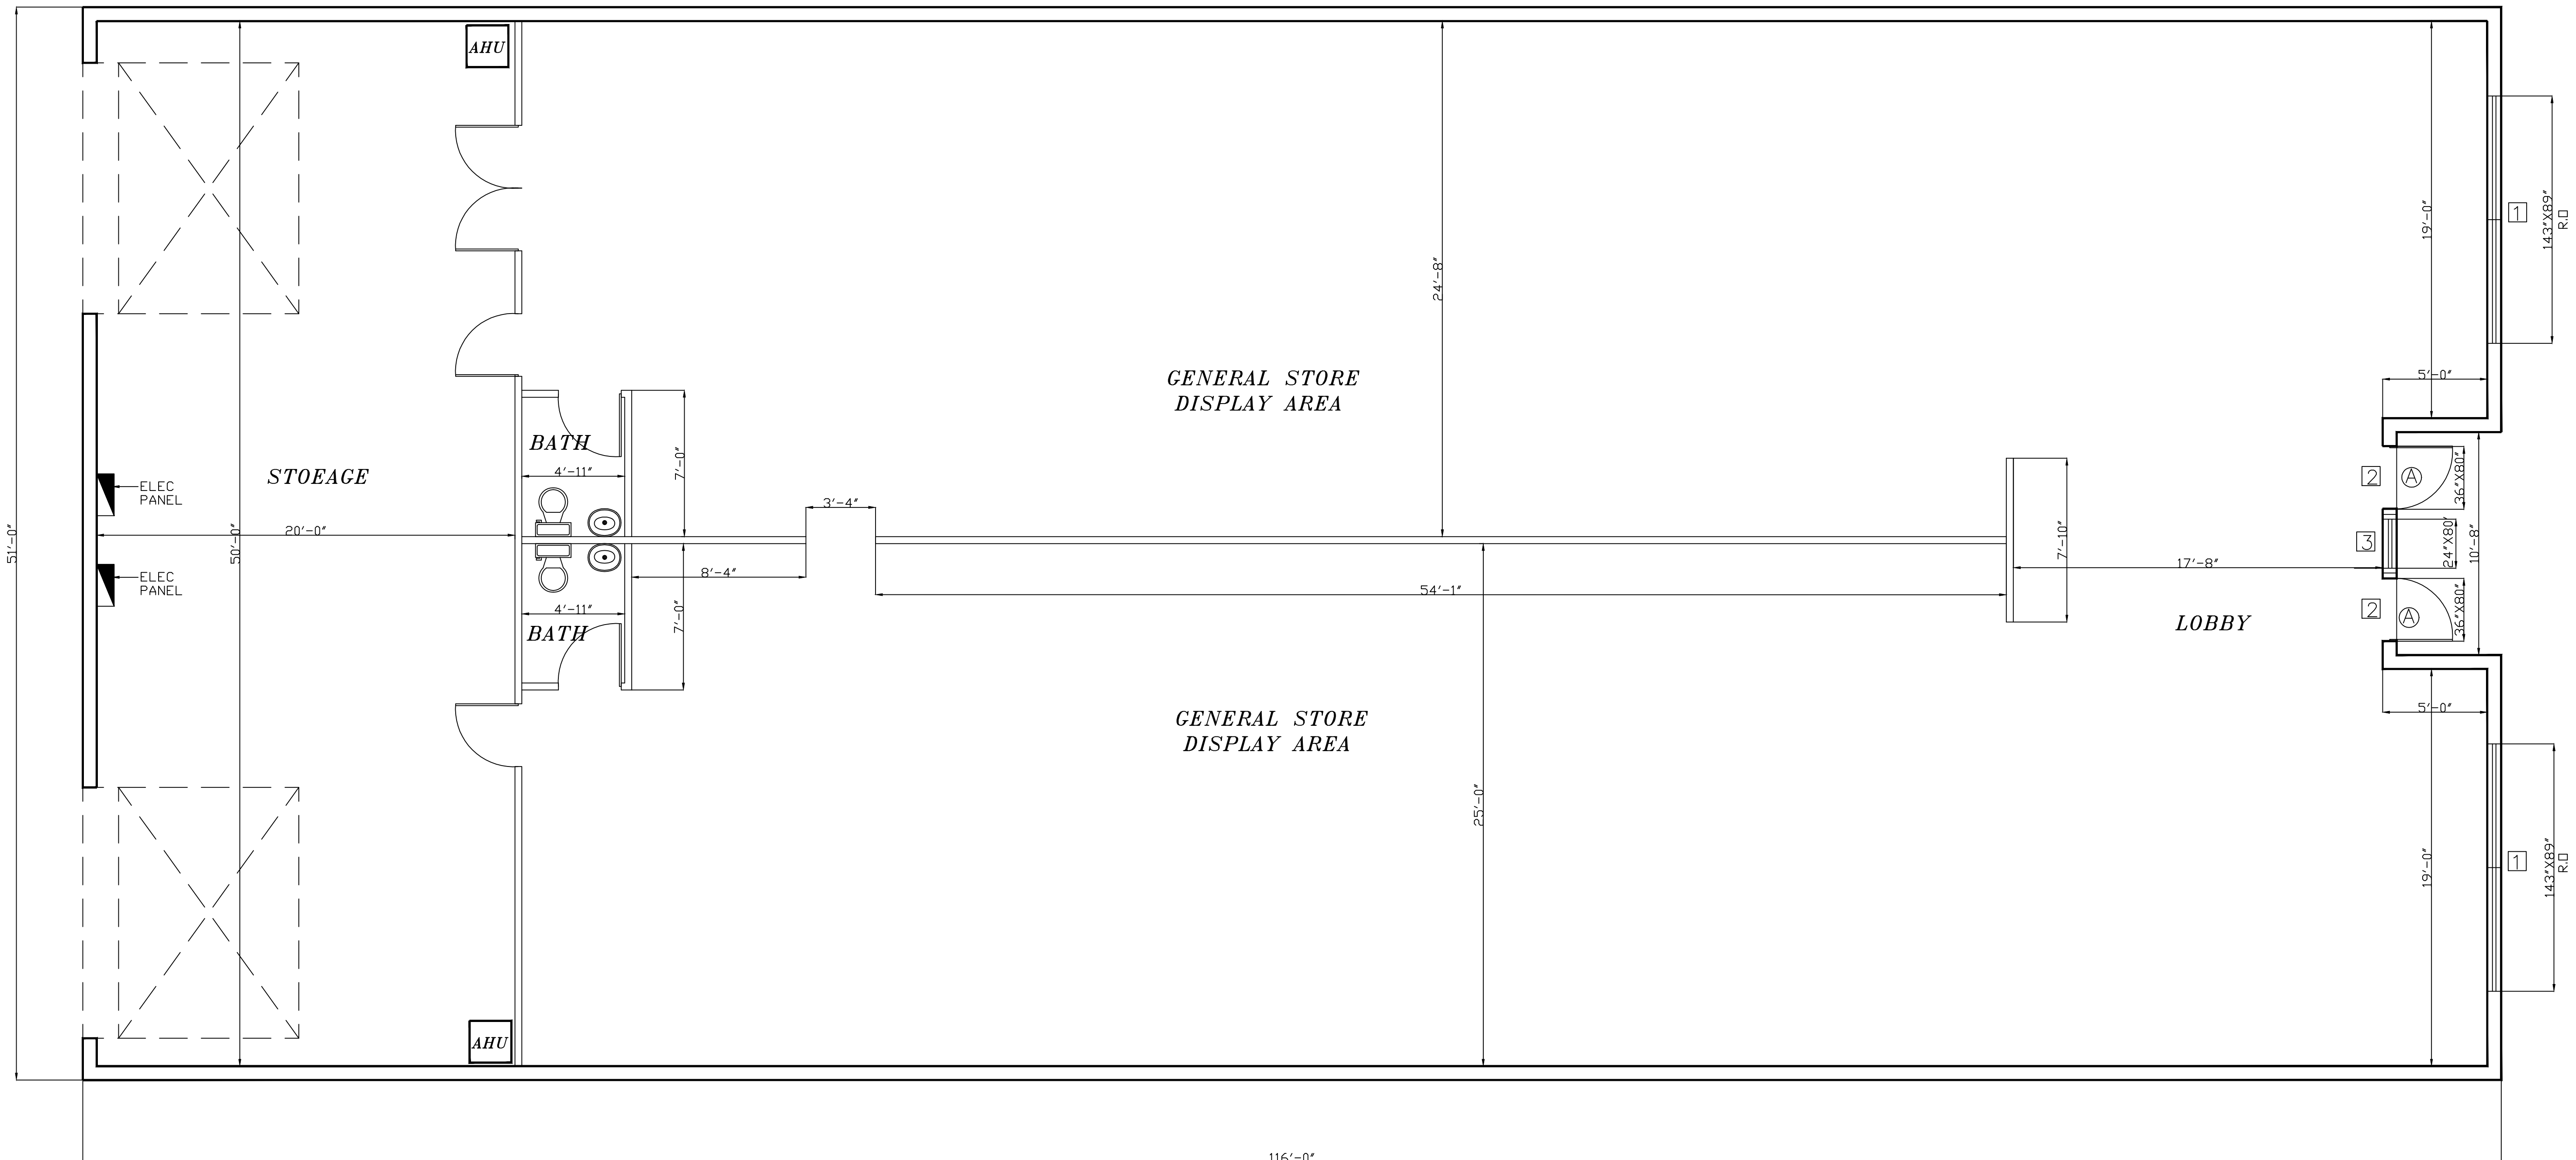 AHU
1
143"X89"
R.O
19'-0"
24'-8"
5'-0"
GENERAL STORE
DISPLAY AREA
BATH
7'-0"
4'-11"
STOEAGE
ELEC
PANEL
2
A
36"X80"
3'-4"
20'-0"
50'-0"
51'-0"
7'-10"
3
24"X80'
10'-8"
17'-8"
8'-4"
54'-1"
ELEC
PANEL
4'-11"
7'-0"
BATH
LOBBY
2
A
36"X80"
GENERAL STORE
DISPLAY AREA
5'-0"
25'-0"
19'-0"
1
143"X89"
R.O
AHU
116'-0"